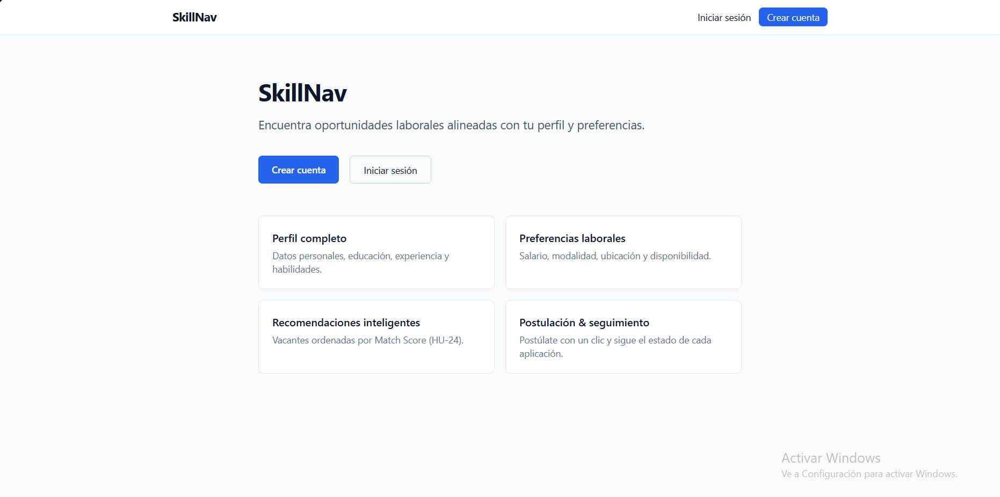 SkillNav
Iniciar sesión
Crear cuenta
SkillNav
Encuentra oportunidades laborales alineadas con tu perfil y preferencias.
Crear cuenta
Iniciar sesión
Perfil completo
Datos personales, educación, experiencia y
habilidades.
Preferencias laborales
Salario, modalidad, ubicación y disponibilidad.
Recomendaciones inteligentes
Vacantes ordenadas por Match Score (HU-24).
Postulación & seguimiento
Postúlate con un clic y sigue el estado de cada
aplicación.
Activar Windows
Ve a Configuración para activar Windows.